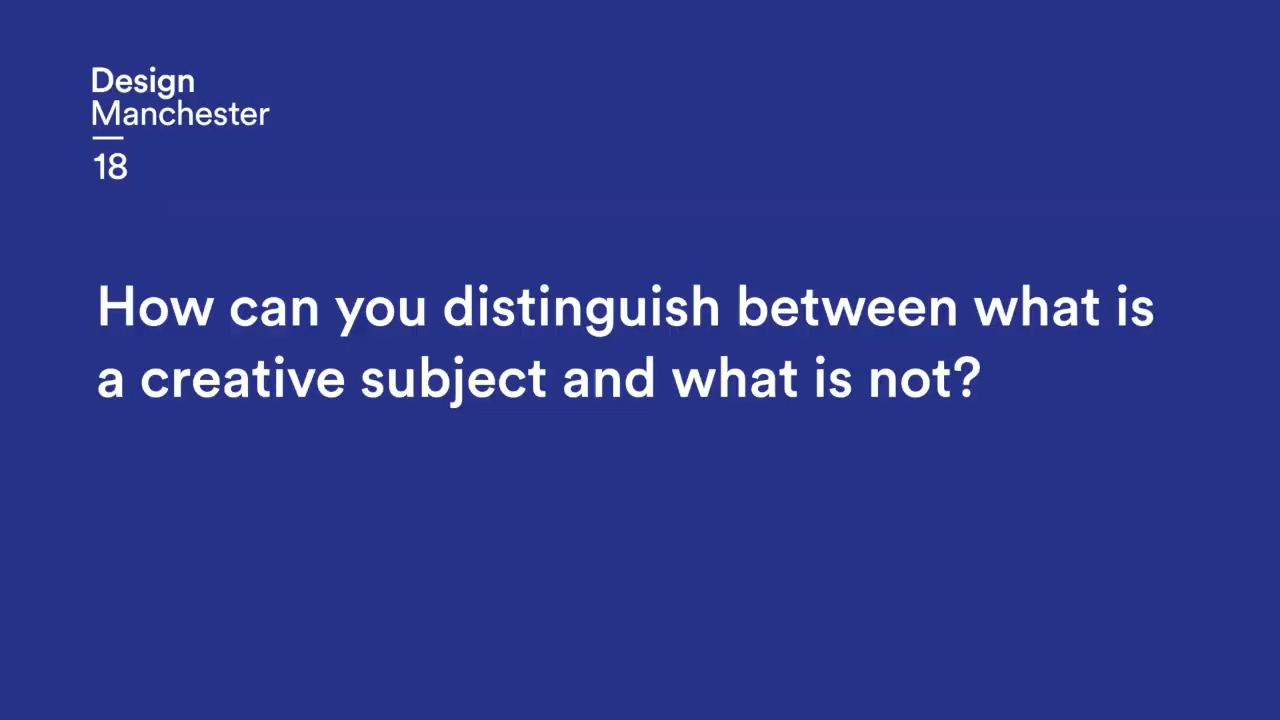 Design
Manchester
18
How can you distinguish between what is
a creative subject and what is not?